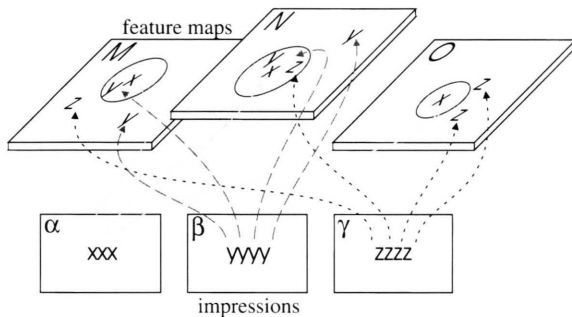 feature maps
M
y x
z
y
N
y
y
x z
O
z
x
z
α
xxx
β
yyyy
γ
zzzz
impressions